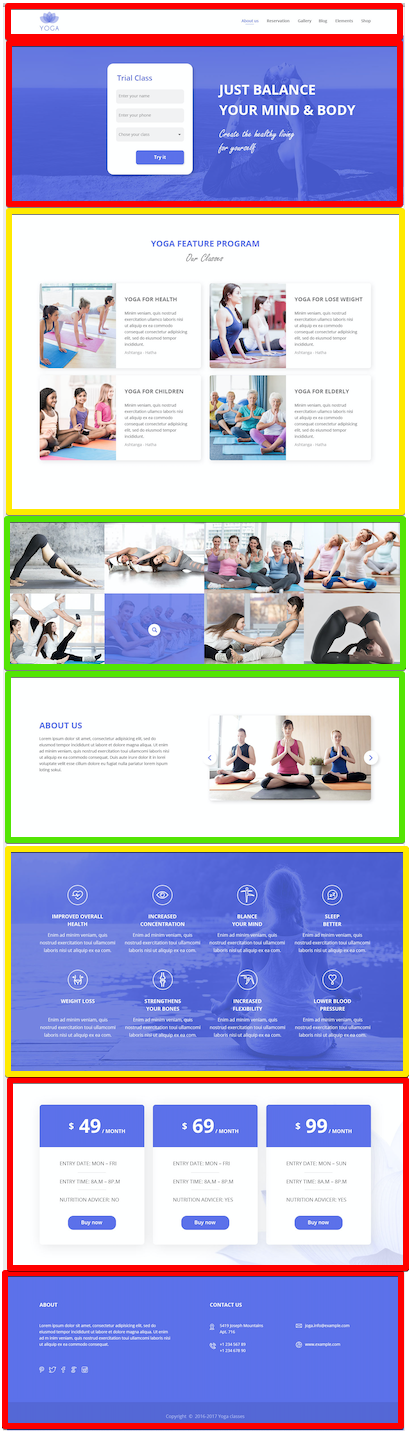 YOGA
About us Reservation Gallery Blog Elements Shop
Trial Class
Enter your name
Enter your phone
Chose your class
Try it
JUST BALANCE
YOUR MIND & BODY
Create the healthy living
for yourself
YOGA FEATURE PROGRAM
Our Classes
YOGA FOR HEALTH
Minim veniam, quis nostrud
exercitation ullamco laboris nisi
ut aliquip ex ea commodo
consequat consectetur adipisicing
elit, sed do eiusmod tempor
incididunt.
Ashtanga - Hatha
YOGA FOR LOSE WEIGHT
Minim veniam, quis nostrud
exercitation ullamco laboris nisi
ut aliquip ex ea commodo
consequat consectetur adipisicing
elit, sed do eiusmod tempor
incididunt.
Ashtanga - Hatha
YOGA FOR CHILDREN
Minim veniam, quis nostrud
exercitation ullamco laboris nisi
ut aliquip ex ea commodo
consequat consectetur adipisicing
elit, sed do eiusmod tempor
incididunt.
Ashtanga - Hatha
YOGA FOR ELDERLY
Minim veniam, quis nostrud
exercitation ullamco laboris nisi
ut aliquip ex ea commodo
consequat consectetur adipisicing
elit, sed do eiusmod tempor
incididunt.
Ashtanga - Hatha
ABOUT US
Lorem ipsum dolor sit amet, consectetur adipisicing elit, sed do
eiusmod tempor incididunt ut labore et dolore magna aliqua. Ut enim
ad minim veniam, quis nostrud exercitation ullamco laboris nisi ut
aliquip ex ea commodo consequat. Duis aute irure dolor it in love
voluptate velit esse cillum dolore eu fugiat nulla pariatur lorem ipsum
loring sukut.
IMPROVED OVERALL
HEALTH
Enim ad minim veniam, quis
nostrud exercitation toul ullamcomi
laboris nisi ut aliquip ex ea com.
INCREASED
CONCENTRATION
Enim ad minim veniam, quis
nostrud exercitation toul ullamcomi
laboris nisi ut aliquip ex ea com.
BLANCE
YOUR MIND
Enim ad minim veniam, quis
nostrud exercitation toul ullamcomi
laboris nisi ut aliquip ex ea com.
SLEEP
BETTER
Enim ad minim veniam, quis
nostrud exercitation toul ullamcomi
laboris nisi ut aliquip ex ea com.
WEIGHT LOSS
Enim ad minim veniam, quis
nostrud exercitation toul ullamcomi
laboris nisi ut aliquip ex ea com.
STRENGTHENS
YOUR BONES
Enim ad minim veniam, quis
nostrud exercitation toul ullamcomi
laboris nisi ut aliquip ex ea com.
INCREASED
FLEXIBILITY
Enim ad minim veniam, quis
nostrud exercitation toul ullamcomi
laboris nisi ut aliquip ex ea com.
LOWER BLOOD
PRESSURE
Enim ad minim veniam, quis
nostrud exercitation toul ullamcomi
laboris nisi ut aliquip ex ea com.
$ 49 / MONTH
ENTRY DATE: MON – FRI
ENTRY TIME: 8A.M – 8P.M
NUTRITION ADVICER: NO
Buy now
$ 69 / MONTH
ENTRY DATE: MON – FRI
ENTRY TIME: 8A.M – 8P.M
NUTRITION ADVICER: YES
Buy now
$ 99 / MONTH
ENTRY DATE: MON – SUN
ENTRY TIME: 8A.M – 8P.M
NUTRITION ADVICER: YES
Buy now
ABOUT
Lorem ipsum dolor sit amet, consectetur adipisicing elit, sed do
eiusmod tempor incididunt ut labore et dolore magna aliqua. Ut enim
ad m inim veniam, quis nostrud exercitation ullamco laboris nisi ut
aliquip ex ea.
CONTACT US
5419 Joseph Mountains
Apt. 716
+1 234 567 89
+1 234 678 90
joga.info@example.com
www.example.com
Copyright © 2016-2017 Yoga classes